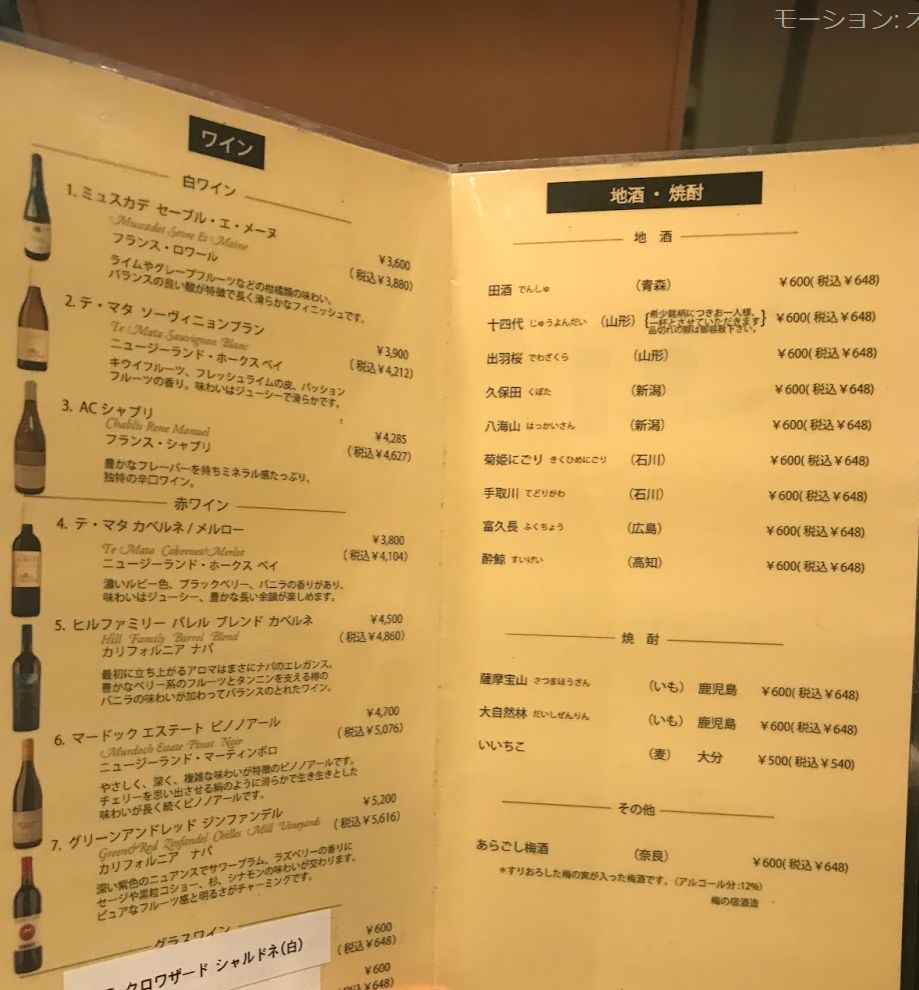 モーション:
ワイン
白ワイン
1. ミュスカデ セーブル・エ・メーヌ
Muscadet Sevre Et Maine
フランス・ロワール
¥3,600
(税込¥3,880)
ライムやグレープフルーツなどの柑橘類の味わい、
バランスの良い酸が特徴で長く滑らかなフィニッシュです。
2. テ・マタ ソーヴィニョンブラン
Te Mata Sauvignon Blanc
ニュージーランド・ホークス ベイ
¥3,900
(税込¥4,212)
キウイフルーツ、フレッシュライムの皮、パッション
フルーツの香り。味わいはジューシーで滑らかです。
3. AC シャブリ
Chablis Rene Manuel
フランス・シャブリ
¥4,285
(税込¥4,627)
豊かなフレーバーを持ちミネラル感たっぷり、
独特の辛口ワイン。
赤ワイン
4. テ・マタ カベルネ / メルロー
Te Mata Cabernet/Merlot
ニュージーランド・ホークス ベイ
¥3,800
(税込¥4,104)
濃いルビー色、ブラックベリー、バニラの香りがあり、
味わいはジューシー、豊かな長い余韻が楽しめます。
5. ヒルファミリー バレル ブレンド カベルネ
Hill Family Barrel Blend
カリフォルニア ナパ
¥4,500
(税込¥4,860)
最初に立ち上がるアロマはまさにナパのエレガンス。
豊かなベリー系のフルーツとタンニンを支える樽の
バニラの味わいが加わってバランスのとれたワイン。
6. マードック エステート ピノノアール
Murdoch Estate Pinot Noir
ニュージーランド・マーティンボロ
¥4,700
(税込¥5,076)
やさしく、深く、複雑な味わいが特徴のピノノアールです。
チェリーを思い出させる絹のように滑らかで生き生きとした
味わいが長く続くピノノアールです。
7. グリーンアンドレッド ジンファンデル
Green&Red Zinfandel Chilles Mill Vineyards
カリフォルニア ナパ
¥5,200
(税込¥5,616)
深い紫色のニュアンスでサワープラム、ラズベリーの香りに
セージや黒粒コショー、杉、シナモンの味わいが交わります。
ピュアなフルーツ感と明るさがチャーミングです。
グラスワイン
¥600
(税込¥648)
クロワザード シャルドネ(白)
¥600
(税込¥648)
地酒・焼酎
地 酒
田酒 でんしゅ (青森) ¥600(税込¥648)
十四代 じゅうよんだい (山形) {希少銘柄につきお一人様、
一杯とさせていただきます
品切れの際は御容赦下さい。} ¥600(税込¥648)
出羽桜 でわざくら (山形) ¥600(税込¥648)
久保田 くぼた (新潟) ¥600(税込¥648)
八海山 はっかいさん (新潟) ¥600(税込¥648)
菊姫にごり きくひめにごり (石川) ¥600(税込¥648)
手取川 てどりがわ (石川) ¥600(税込¥648)
富久長 ふくちょう (広島) ¥600(税込¥648)
酔鯨 すいげい (高知) ¥600(税込¥648)
焼 酎
薩摩宝山 さつまほうざん (いも) 鹿児島 ¥600(税込¥648)
大自然林 だいしぜんりん (いも) 鹿児島 ¥600(税込¥648)
いいちこ (麦) 大分 ¥500(税込¥540)
その他
あらごし梅酒 (奈良) ¥600(税込¥648)
*すりおろした梅の実が入った梅酒です。(アルコール分:12%)
梅の宿酒造